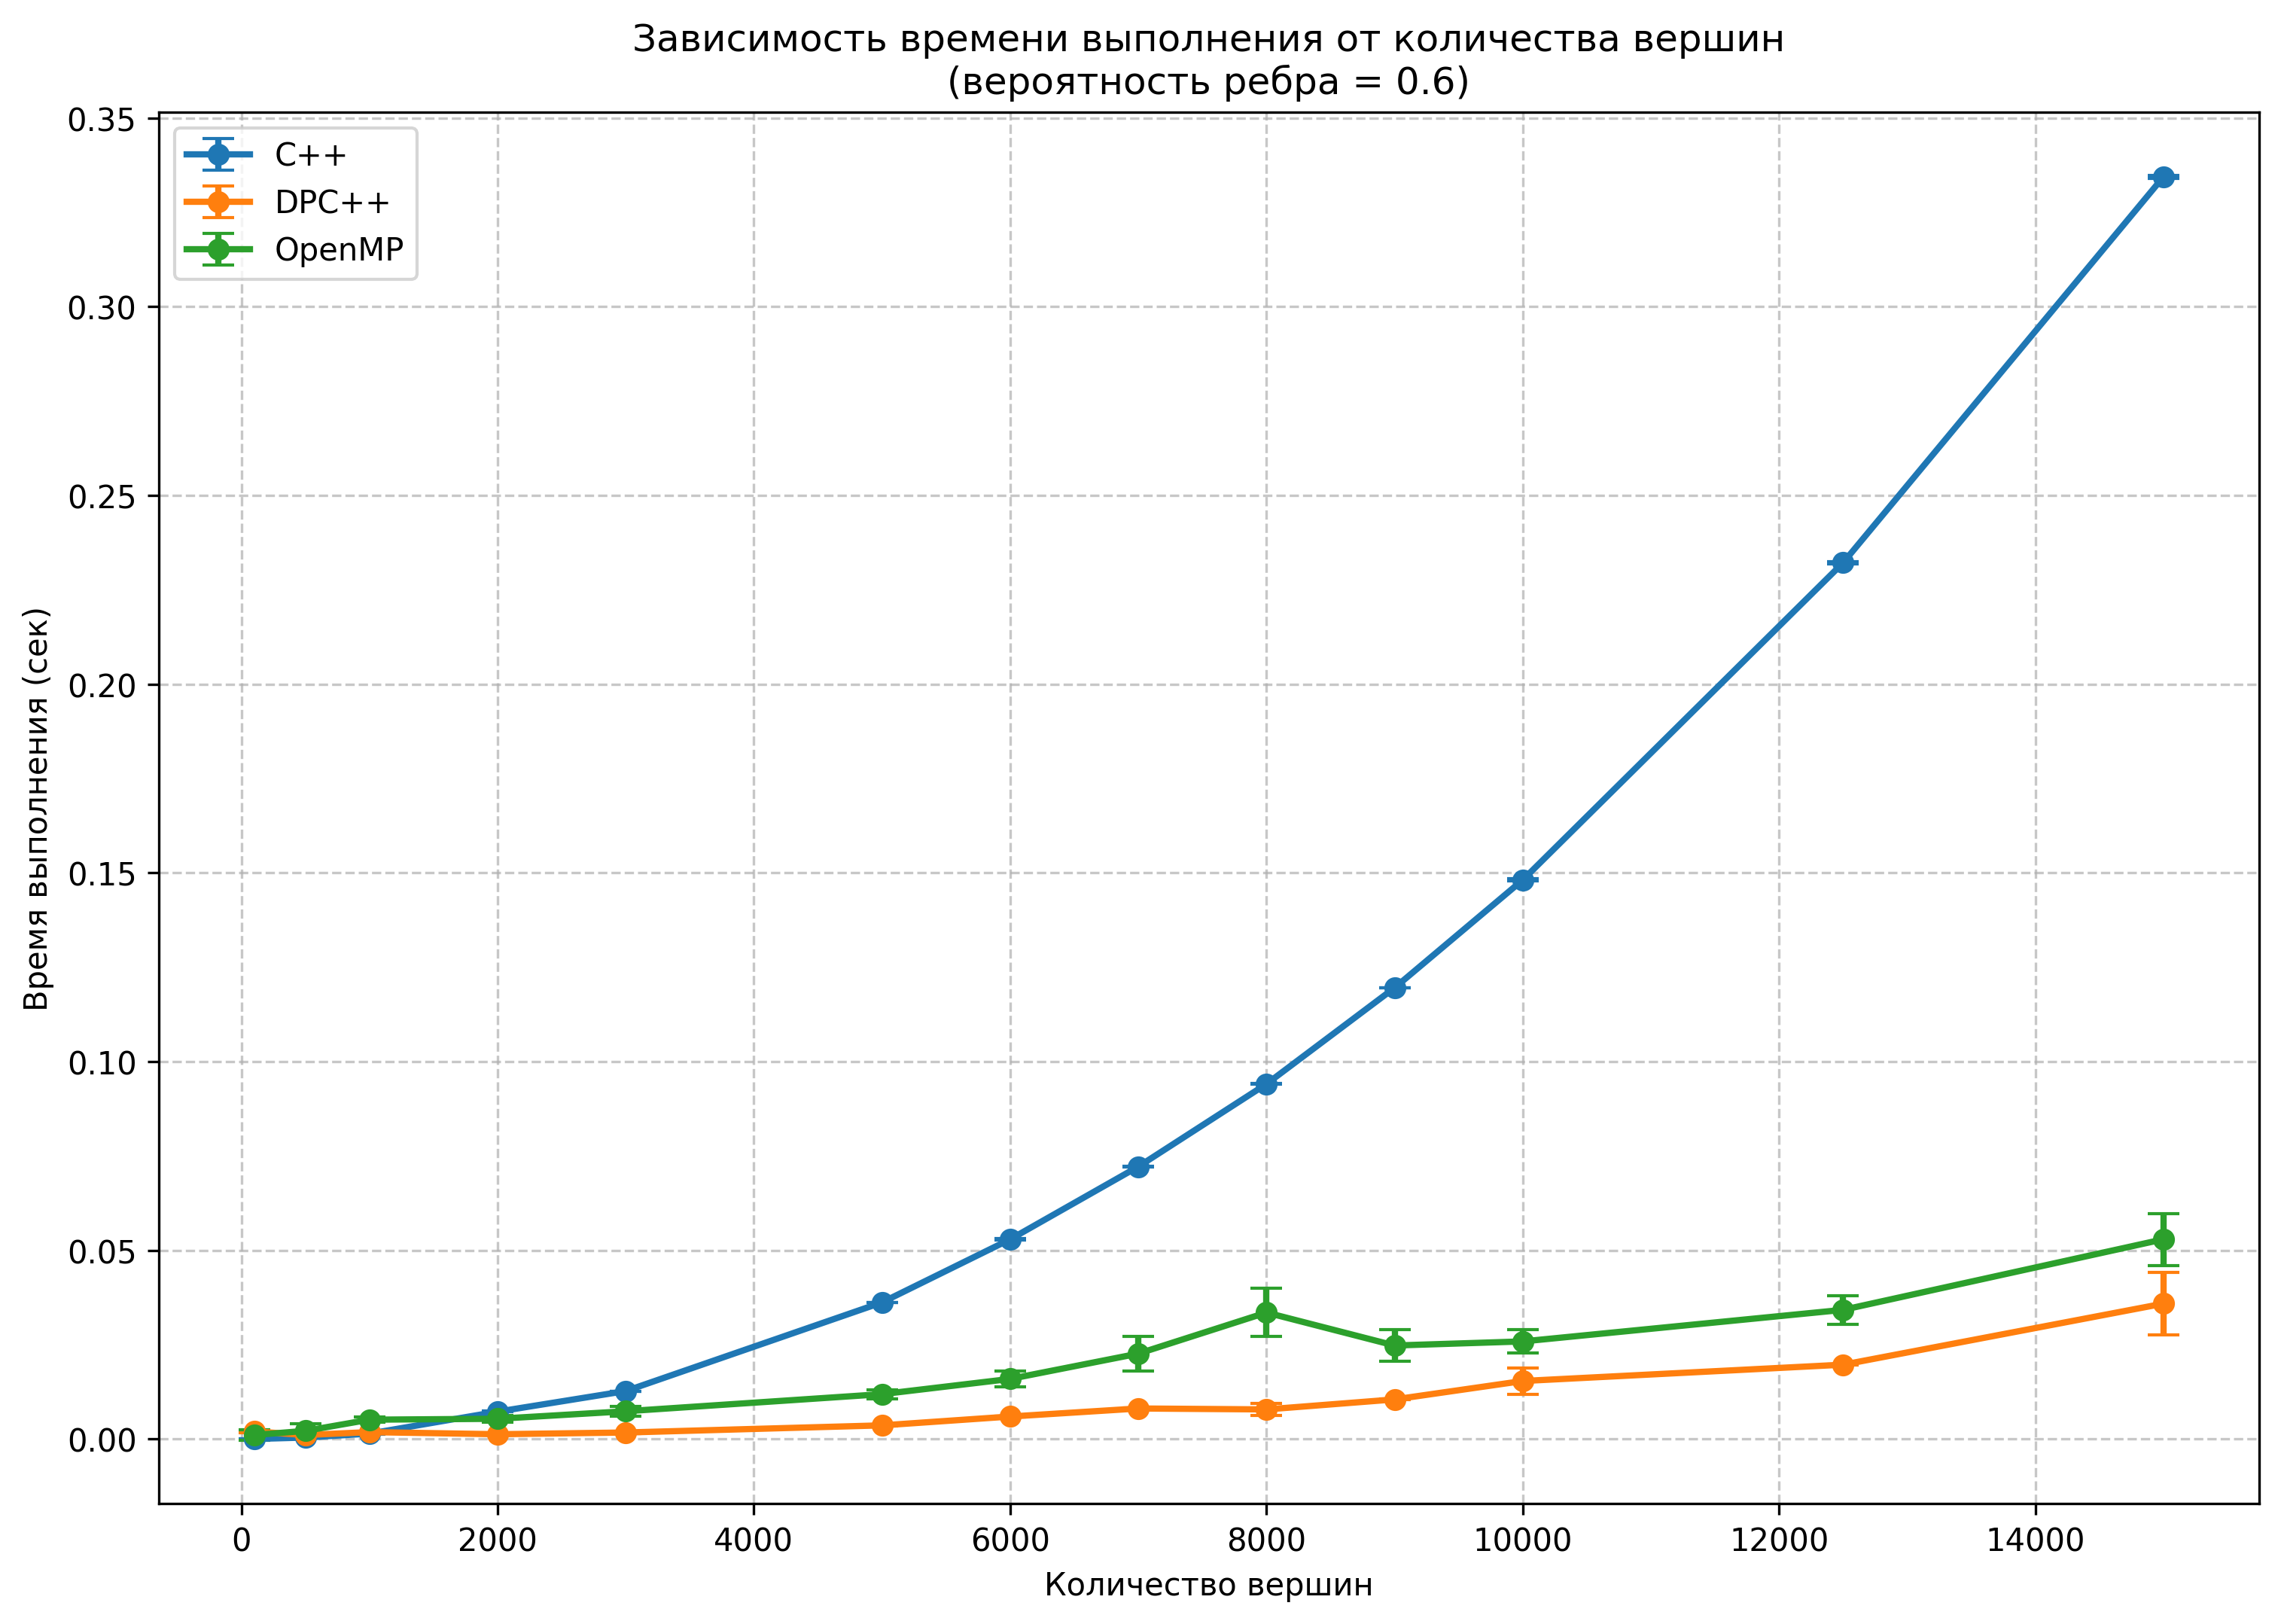 Зависимость времени выполнения от количества вершин
(вероятность ребра = 0.6)
C++
DPC++
OpenMP
Время выполнения (сек)
0.35
0.30
0.25
0.20
0.15
0.10
0.05
0.00
0 2000 4000 6000 8000 10000 12000 14000
Количество вершин